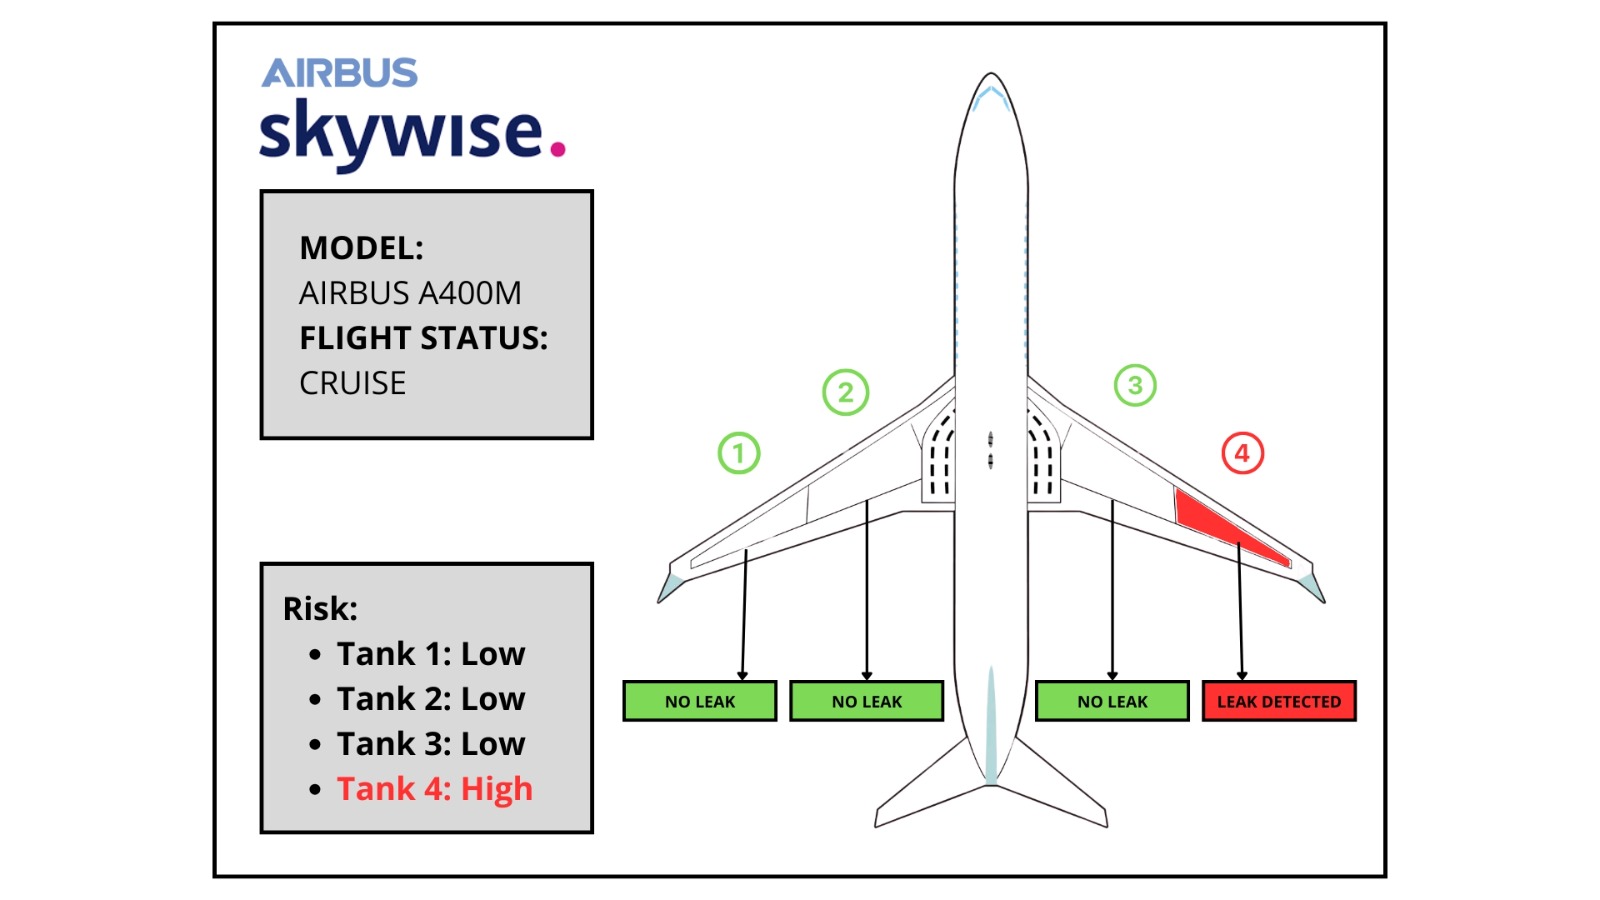 AIRBUS
skywise.
MODEL:
AIRBUS A400M
FLIGHT STATUS:
CRUISE
Risk:
• Tank 1: Low
• Tank 2: Low
• Tank 3: Low
• Tank 4: High
1
2
3
4
NO LEAK
NO LEAK
NO LEAK
LEAK DETECTED